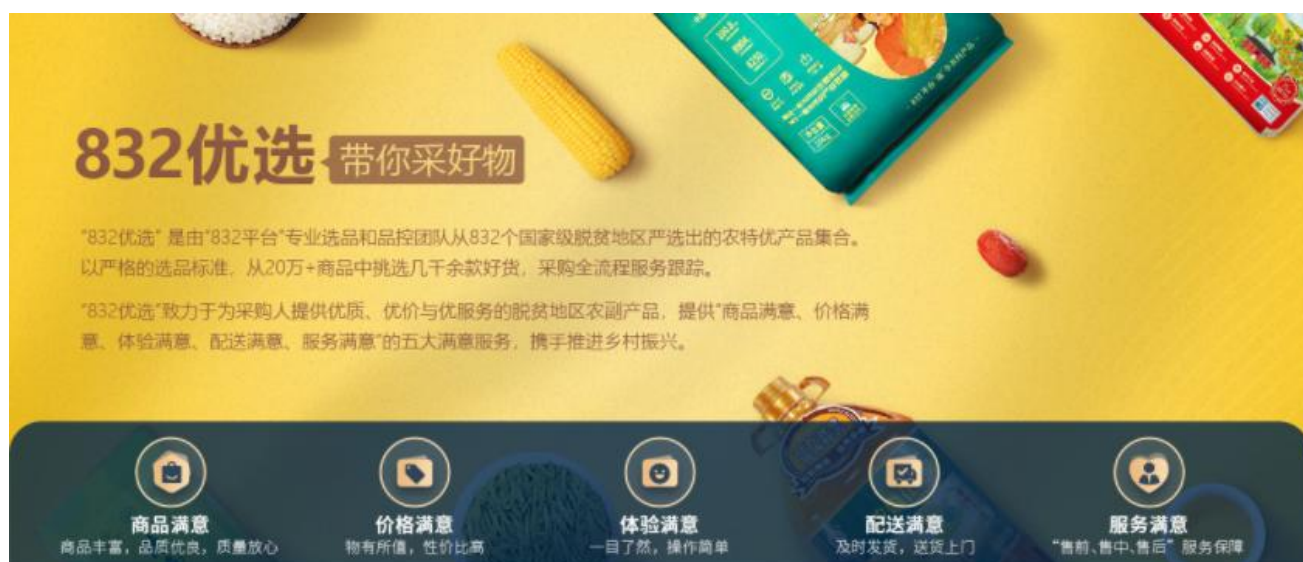 832优选 带你采好物
“832优选” 是由“832平台”专业选品和品控团队从832个国家级脱贫地区严选出的农特优产品集合。
以严格的选品标准，从20万+商品中挑选几千余款好货，采购全流程服务跟踪。
“832优选”致力于为采购人提供优质、优价与优服务的脱贫地区农副产品，提供“商品满意、价格满
意、体验满意、配送满意、服务满意”的五大满意服务，携手推进乡村振兴。
商品满意 价格满意 体验满意 配送满意 服务满意
商品丰富，品质优良，质量放心 物有所值，性价比高 一目了然，操作简单 及时发货，送货上门 “售前、售中、售后” 服务保障